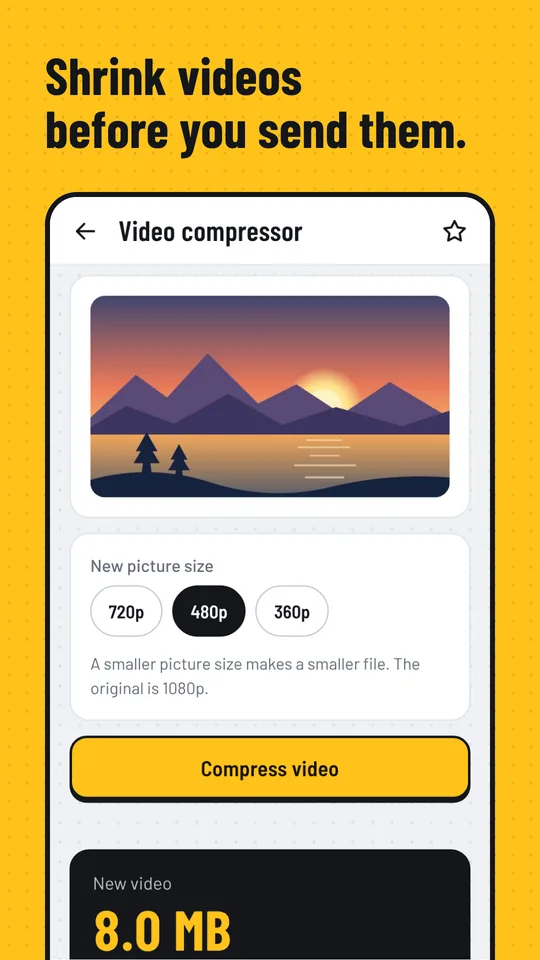 Shrink videos
before you send them.
Video compressor
New picture size
720p
480p
360p
A smaller picture size makes a smaller file. The
original is 1080p.
Compress video
New video
8.0 MB